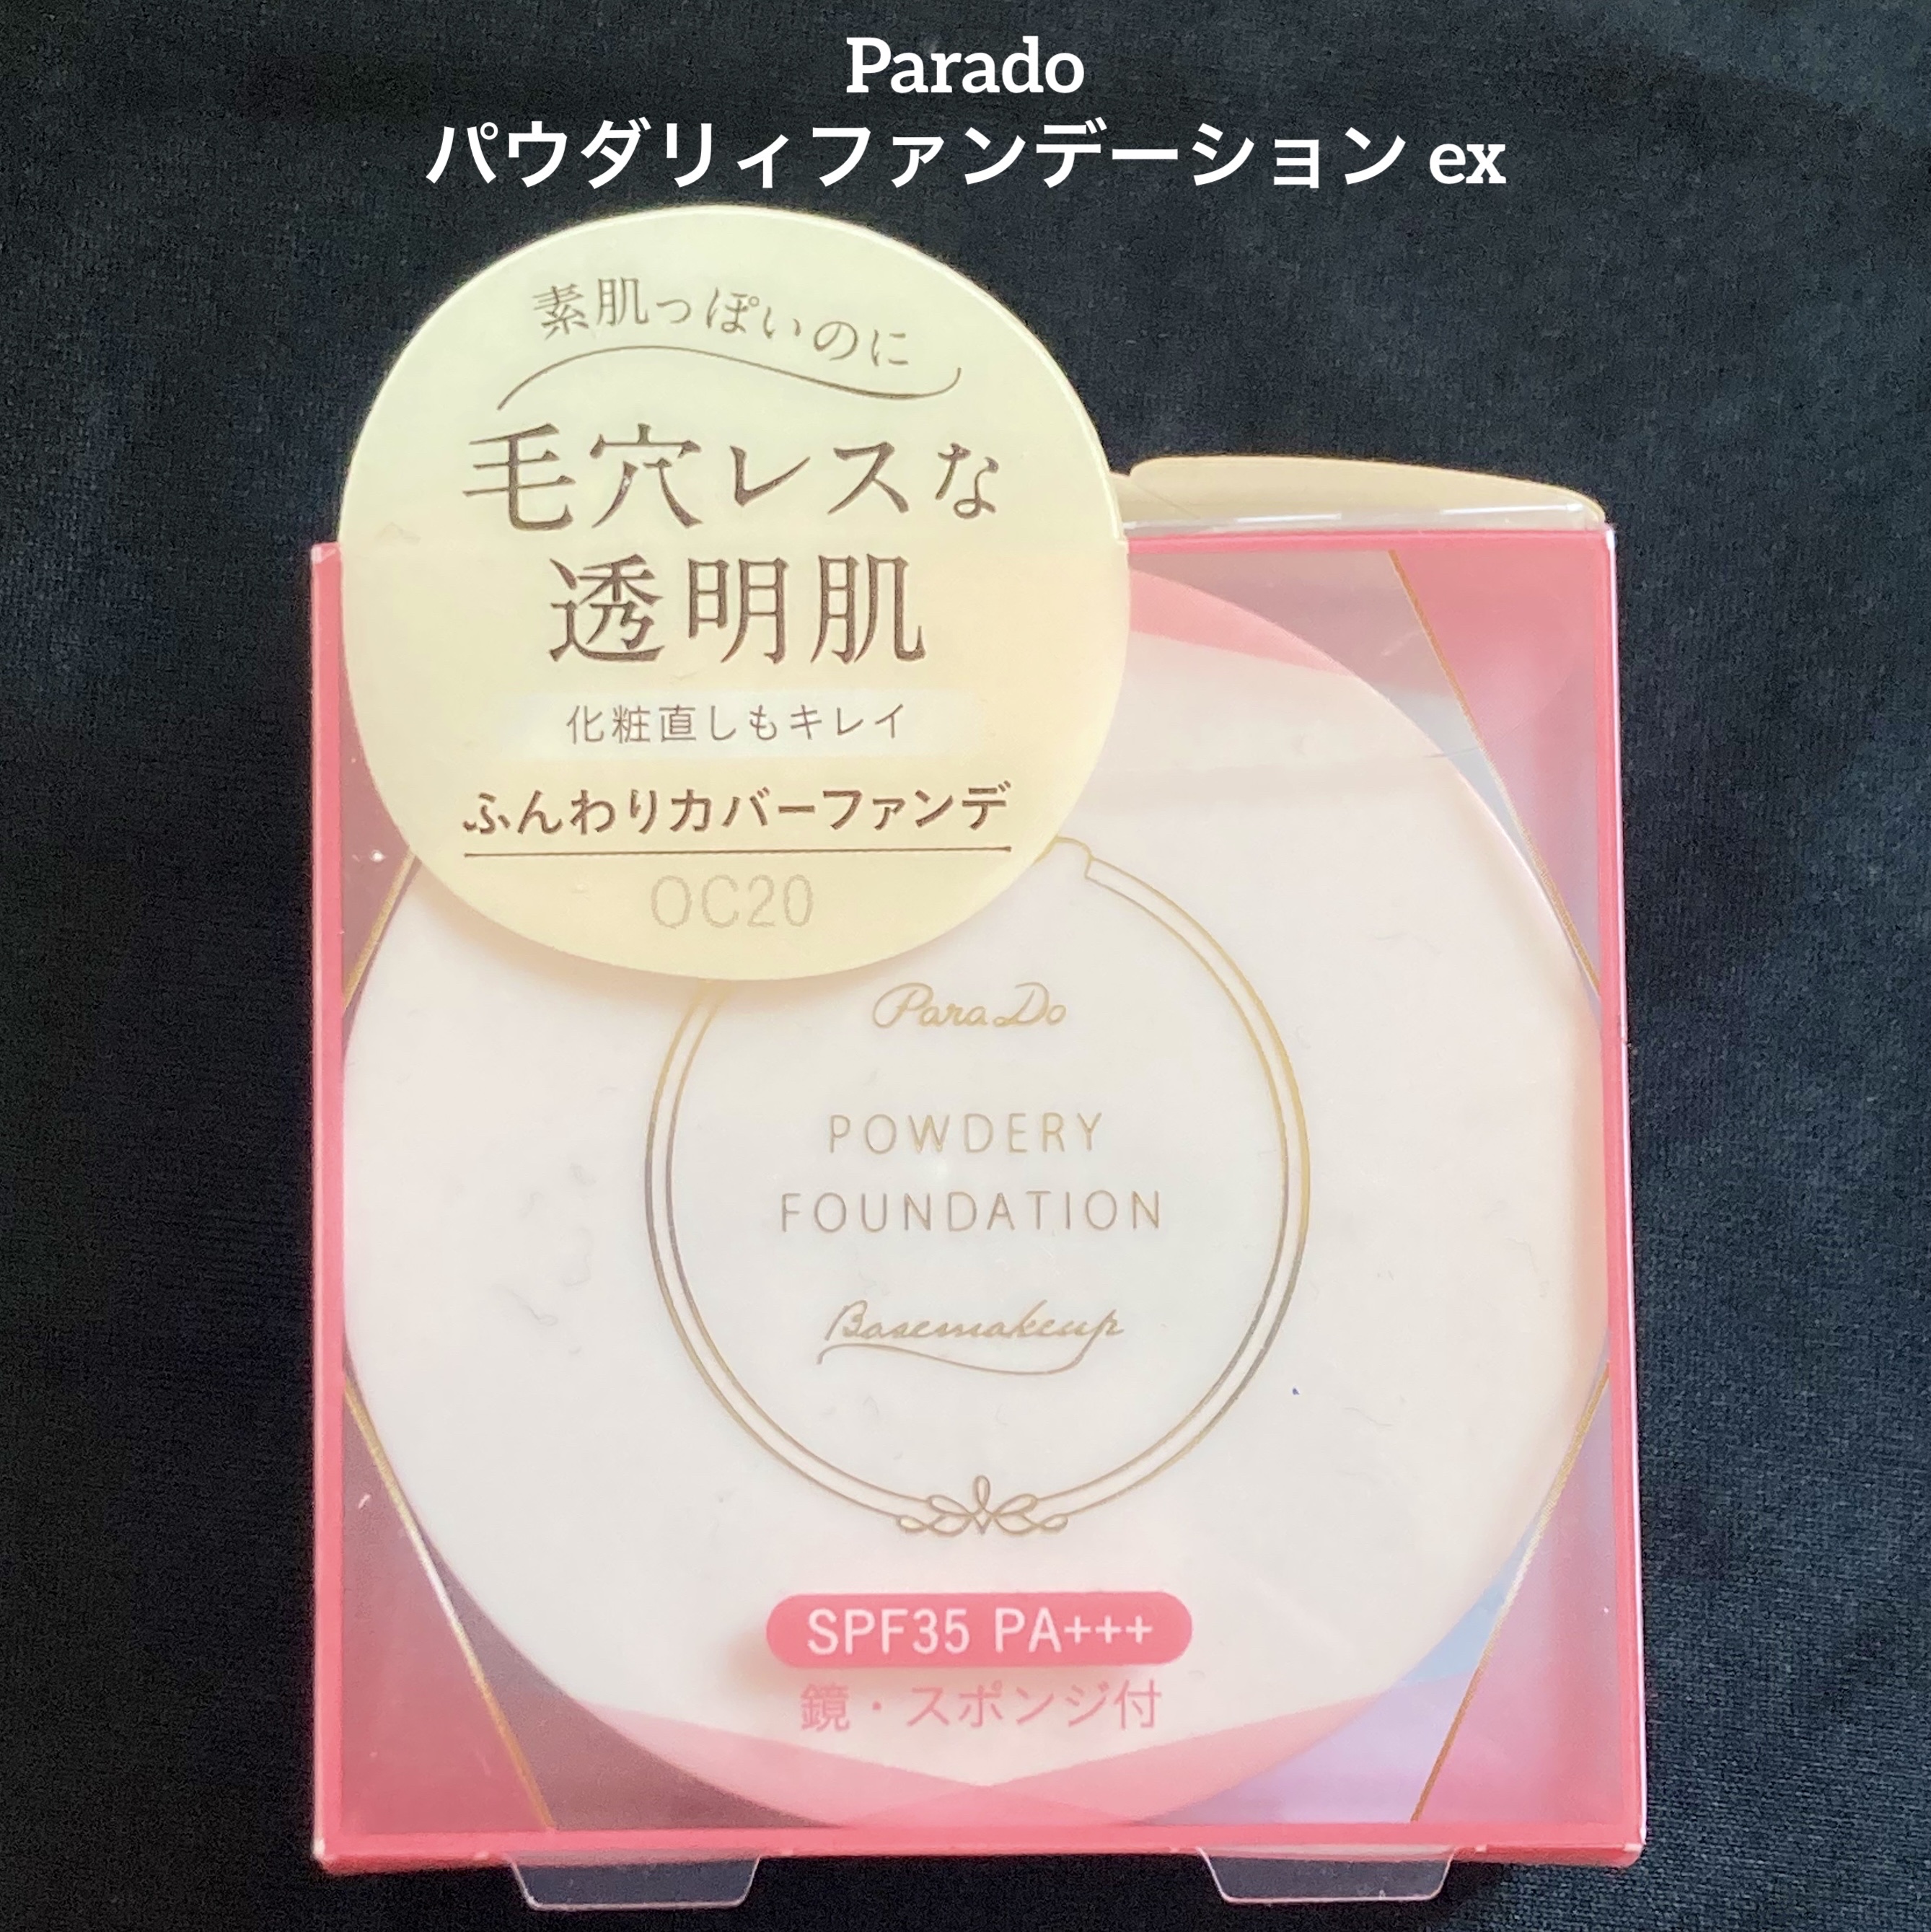 Parado
パウダリィファンデーション ex
素肌っぽいのに
毛穴レスな
透明肌
化粧直しもキレイ
ふんわりカバーファンデ
OC20
ParaDo
POWDERY
FOUNDATION
Basemakeup
SPF35 PA+++
鏡・スポンジ付